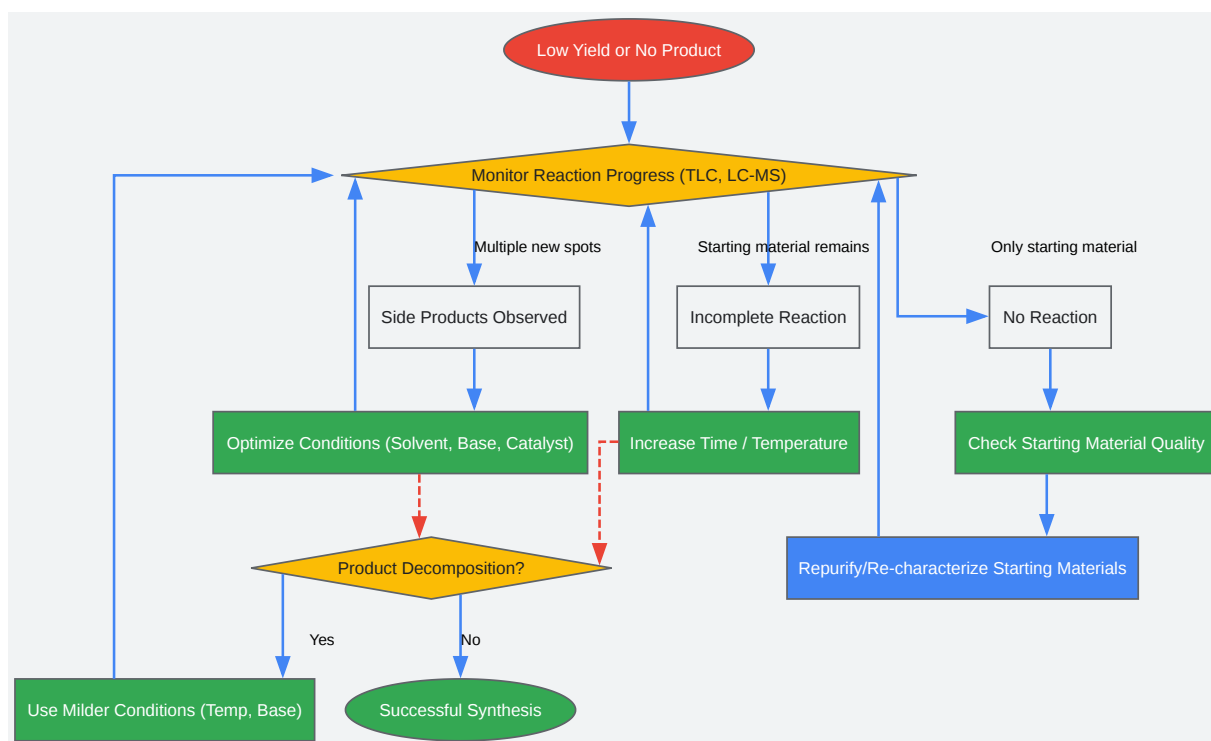 Low Yield or No Product
Monitor Reaction Progress (TLC, LC-MS)
Multiple new spots
Starting material remains
Only starting material
Side Products Observed
Incomplete Reaction
No Reaction
Optimize Conditions (Solvent, Base, Catalyst)
Increase Time / Temperature
Check Starting Material Quality
Product Decomposition?
Repurify/Re-characterize Starting Materials
Yes
No
Use Milder Conditions (Temp, Base)
Successful Synthesis